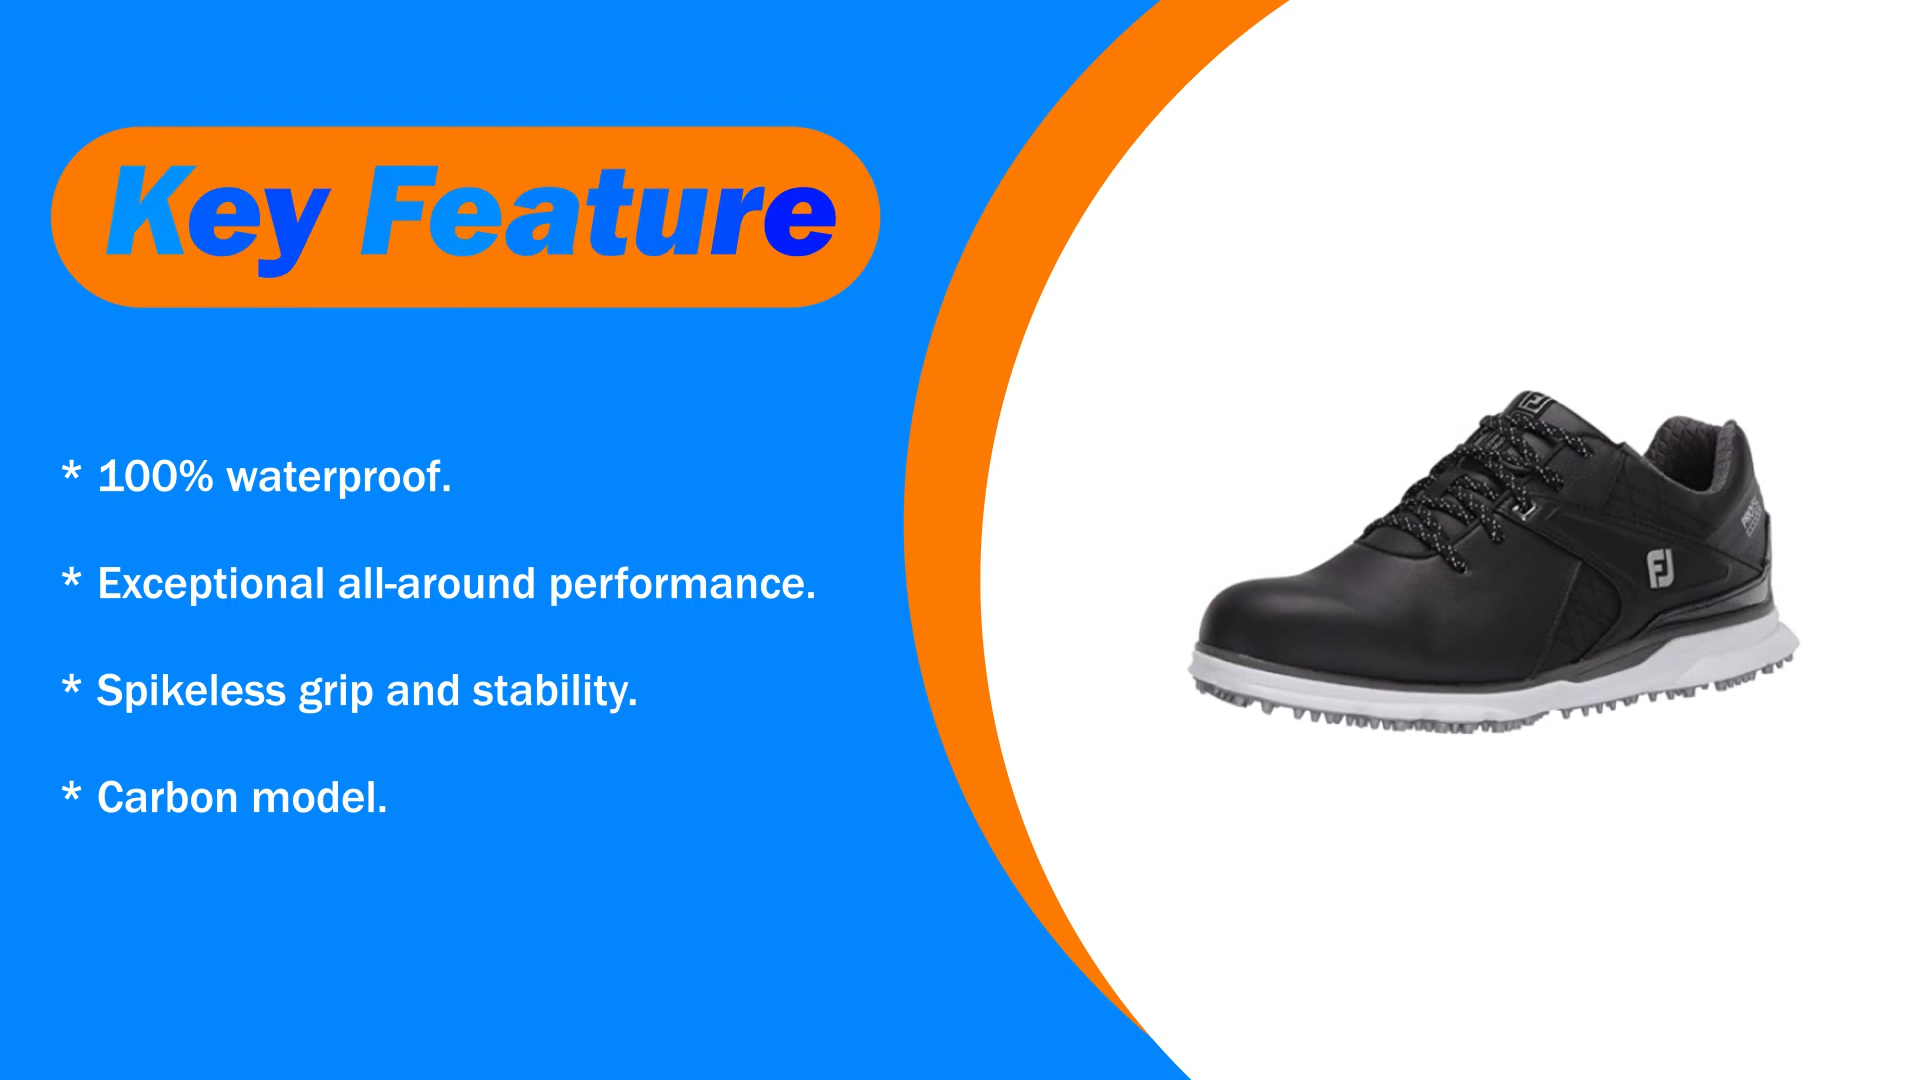 Key Feature
* 100% waterproof.
* Exceptional all-around performance.
* Spikeless grip and stability.
* Carbon model.
FJ
FJ